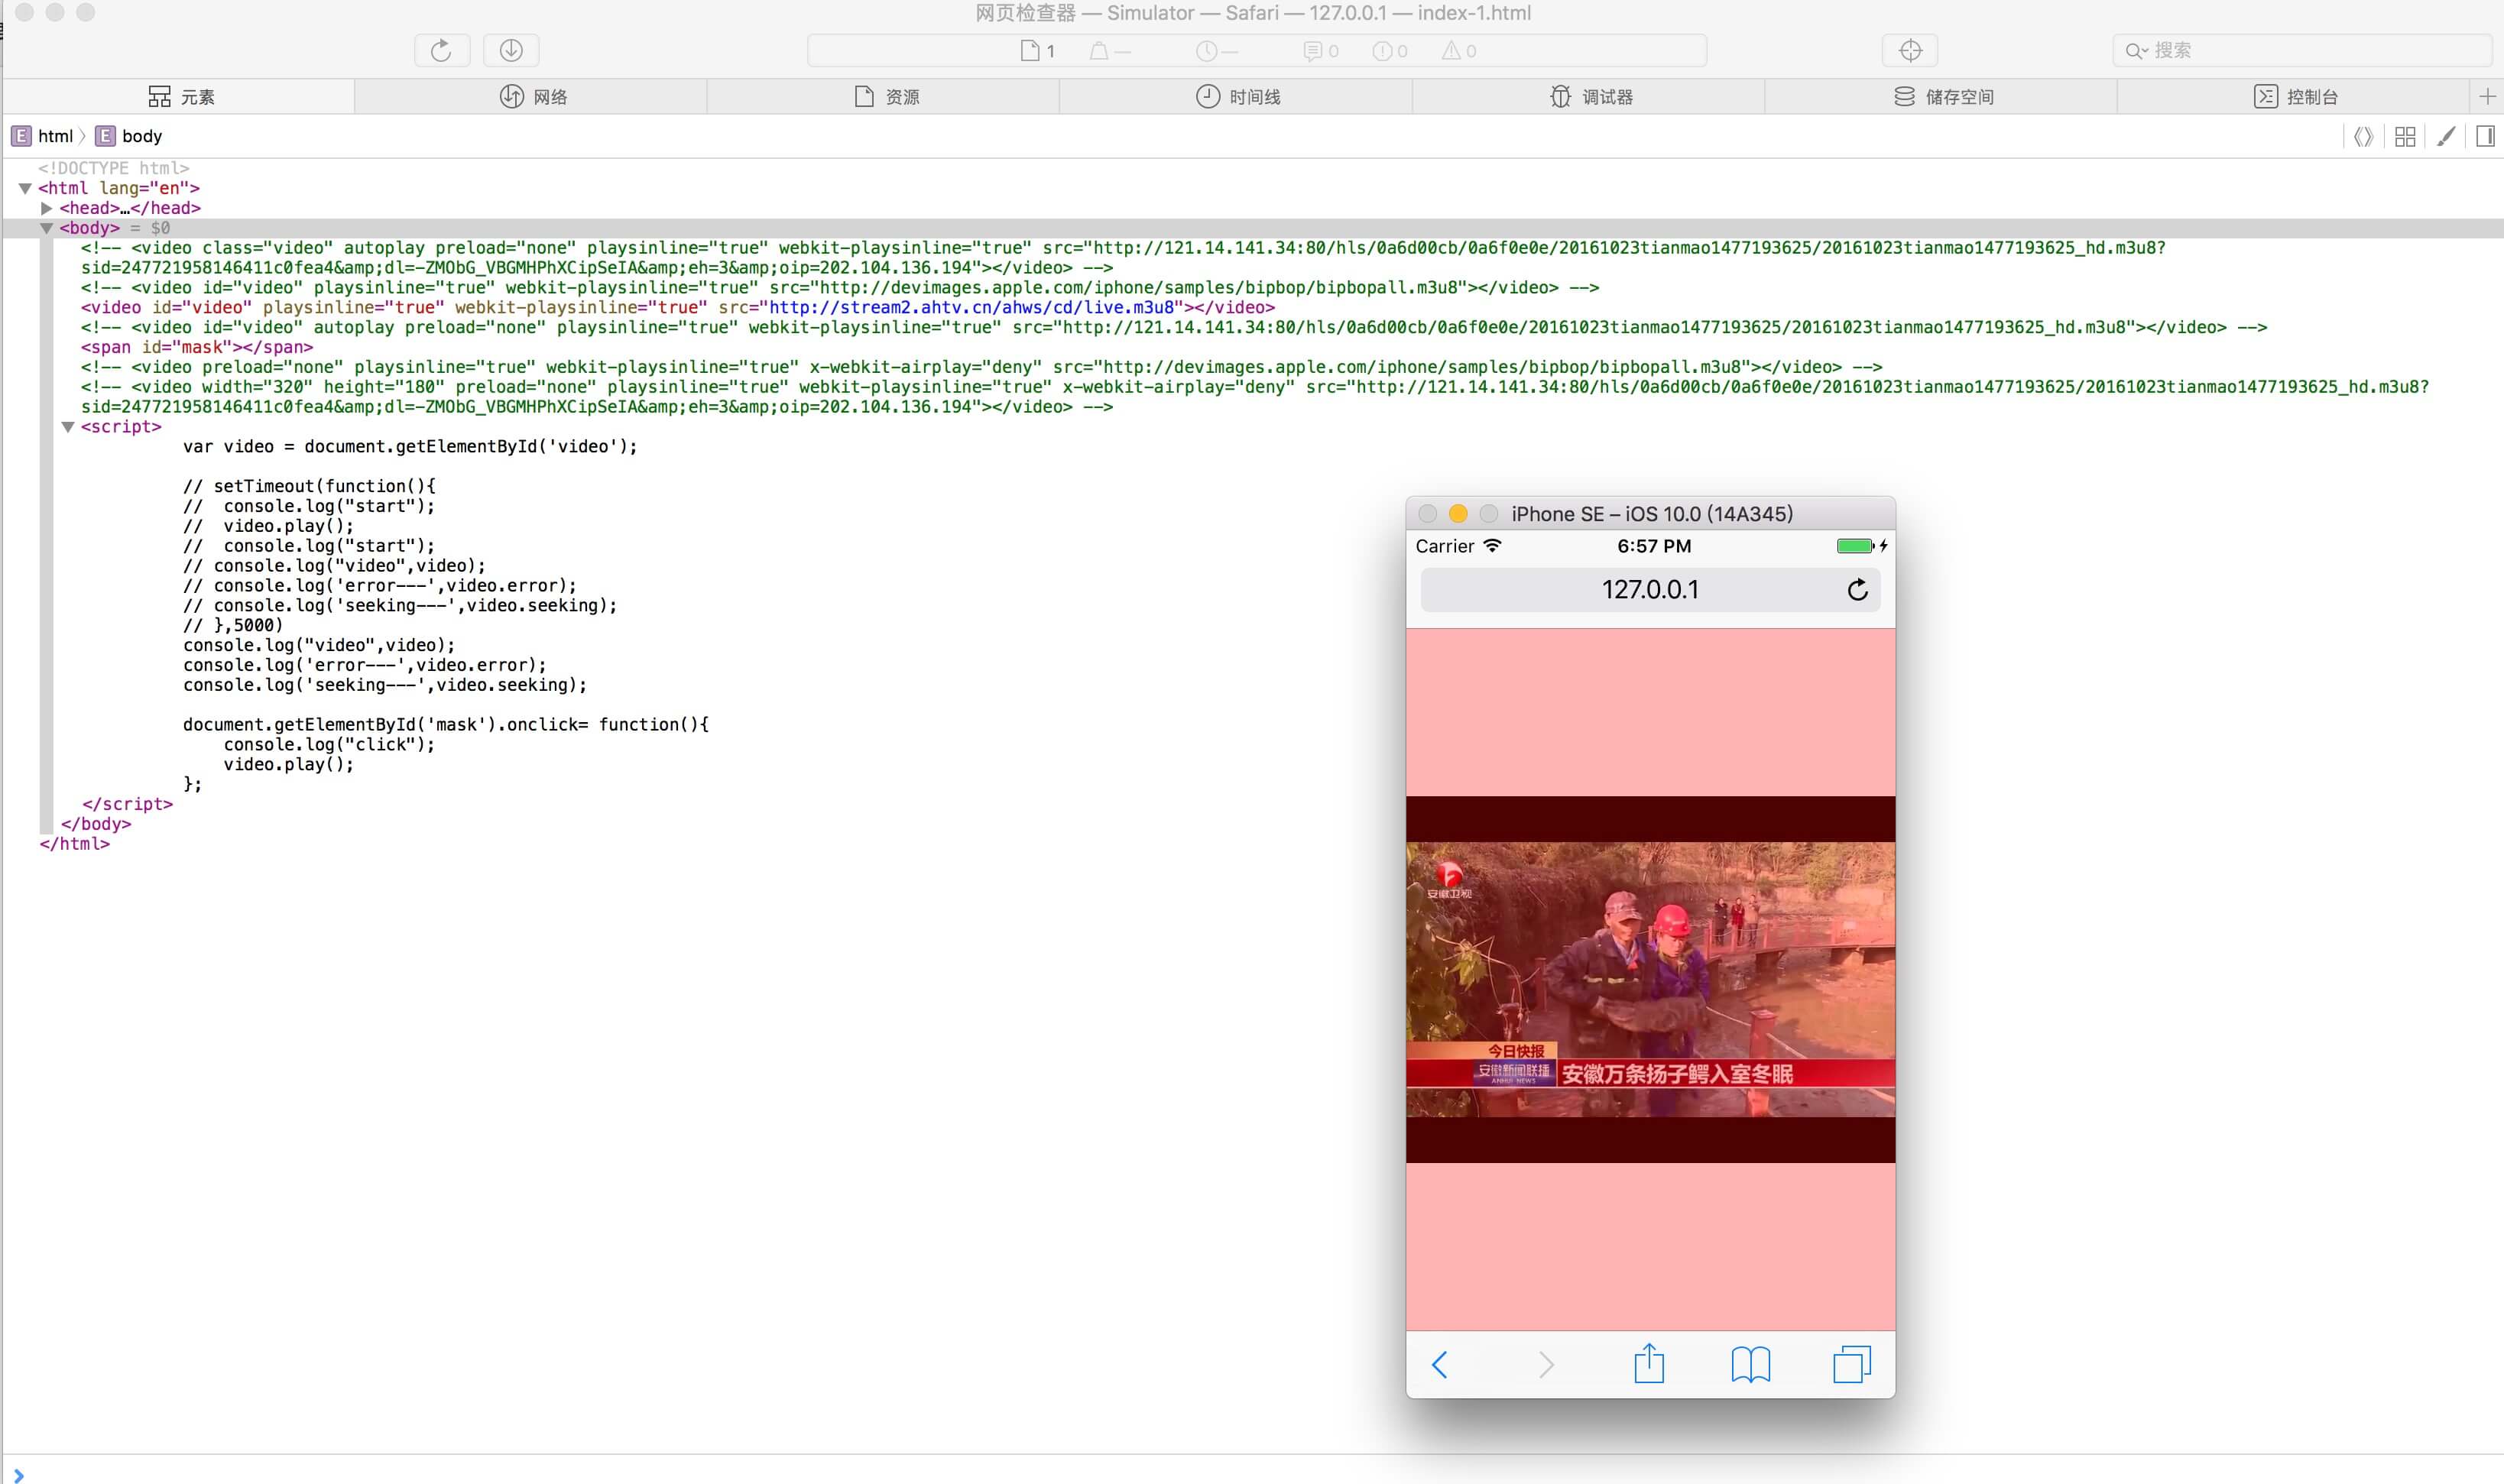 网页检查器 — Simulator — Safari — 127.0.0.1 — index-1.html
1 — — 0 0 0 搜索
元素 网络 资源 时间线 调试器 储存空间 控制台 +
E html E body
<!DOCTYPE html>
<html lang="en">
<head>…</head>
<body> = $0
<!-- <video class="video" autoplay preload="none" playsinline="true" webkit-playsinline="true" src="http://121.14.141.34:80/hls/0a6d00cb/0a6f0e0e/20161023tianmao1477193625/20161023tianmao1477193625_hd.m3u8?
sid=247721958146411c0fea4&amp;dl=-ZMObG_VBGMHPhXCipSeIA&amp;eh=3&amp;oip=202.104.136.194"></video> -->
<!-- <video id="video" playsinline="true" webkit-playsinline="true" src="http://devimages.apple.com/iphone/samples/bipbop/bipbopall.m3u8"></video> -->
<video id="video" playsinline="true" webkit-playsinline="true" src="http://stream2.ahtv.cn/ahws/cd/live.m3u8"></video>
<!-- <video id="video" autoplay preload="none" playsinline="true" webkit-playsinline="true" src="http://121.14.141.34:80/hls/0a6d00cb/0a6f0e0e/20161023tianmao1477193625/20161023tianmao1477193625_hd.m3u8"></video> -->
<span id="mask"></span>
<!-- <video preload="none" playsinline="true" webkit-playsinline="true" x-webkit-airplay="deny" src="http://devimages.apple.com/iphone/samples/bipbop/bipbopall.m3u8"></video> -->
<!-- <video width="320" height="180" preload="none" playsinline="true" webkit-playsinline="true" x-webkit-airplay="deny" src="http://121.14.141.34:80/hls/0a6d00cb/0a6f0e0e/20161023tianmao1477193625/20161023tianmao1477193625_hd.m3u8?
sid=247721958146411c0fea4&amp;dl=-ZMObG_VBGMHPhXCipSeIA&amp;eh=3&amp;oip=202.104.136.194"></video> -->
<script>
var video = document.getElementById('video');
// setTimeout(function(){
//  console.log("start");
//  video.play();
//  console.log("start");
// console.log("video",video);
// console.log('error---',video.error);
// console.log('seeking---',video.seeking);
// },5000)
console.log("video",video);
console.log('error---',video.error);
console.log('seeking---',video.seeking);
document.getElementById('mask').onclick= function(){
console.log("click");
video.play();
};
</script>
</body>
</html>
iPhone SE – iOS 10.0 (14A345)
Carrier 6:57 PM
127.0.0.1
安徽卫视
今日快报
安徽新闻联播 安徽万条扬子鳄入室冬眠
ANHUI NEWS